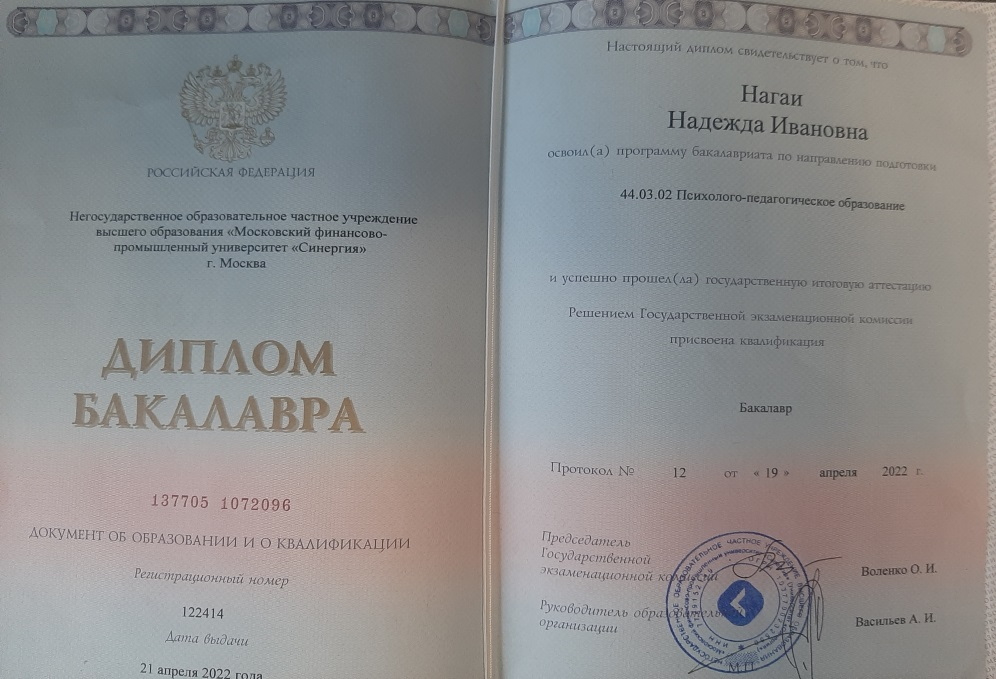 РОССИЙСКАЯ ФЕДЕРАЦИЯ
Негосударственное образовательное частное учреждение
высшего образования «Московский финансово-
промышленный университет «Синергия»
г. Москва
ДИПЛОМ
БАКАЛАВРА
137705 1072096
ДОКУМЕНТ ОБ ОБРАЗОВАНИИ И О КВАЛИФИКАЦИИ
Регистрационный номер
122414
Дата выдачи
21 апреля 2022 года
Настоящий диплом свидетельствует о том, что
Нагаи
Надежда Ивановна
освоил(а) программу бакалавриата по направлению подготовки
44.03.02 Психолого-педагогическое образование
и успешно прошел(ла) государственную итоговую аттестацию
Решением Государственной экзаменационной комиссии
присвоена квалификация
Бакалавр
Протокол № 12 от « 19 » апреля 2022 г.
Председатель
Государственной
экзаменационной комиссии
Воленко О. И.
Руководитель образовательной
организации
Васильев А. И.
М.П.